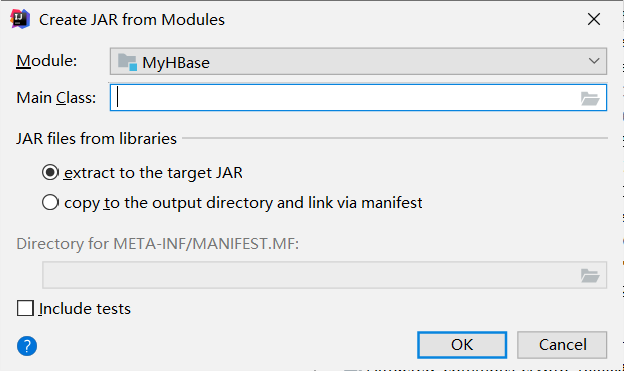 Create JAR from Modules
Module: MyHBase
Main Class:
JAR files from libraries
extract to the target JAR
copy to the output directory and link via manifest
Directory for META-INF/MANIFEST.MF:
Include tests
? OK Cancel